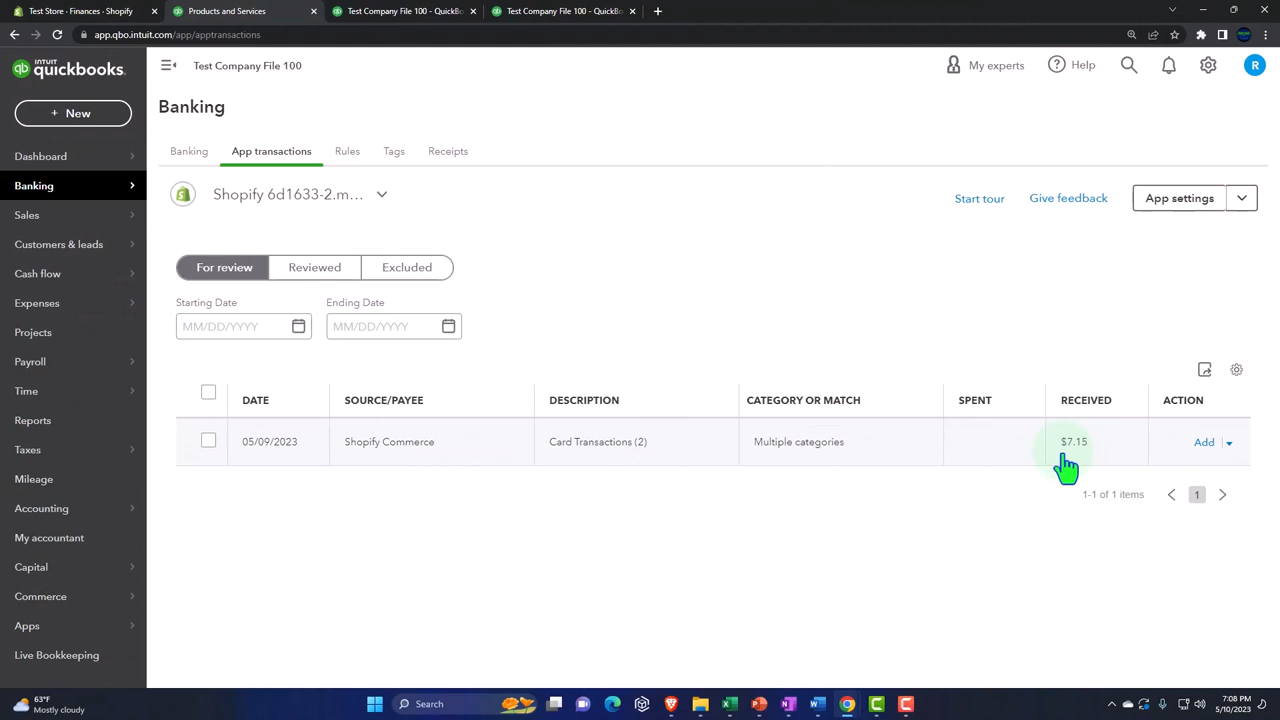 Test Store · Finances · Shopify
Products and Services
Test Company File 100 - QuickBo
Test Company File 100 - QuickBo
app.qbo.intuit.com/app/apptransactions
INTUIT
quickbooks.
Test Company File 100
My experts
Help
R
+ New
Banking
Dashboard
Banking
Sales
Customers & leads
Cash flow
Expenses
Projects
Payroll
Time
Reports
Taxes
Mileage
Accounting
My accountant
Capital
Commerce
Apps
Live Bookkeeping
Banking
App transactions
Rules
Tags
Receipts
Shopify 6d1633-2.m...
Start tour
Give feedback
App settings
For review
Reviewed
Excluded
Starting Date
Ending Date
MM/DD/YYYY
MM/DD/YYYY
DATE SOURCE/PAYEE DESCRIPTION CATEGORY OR MATCH SPENT RECEIVED ACTION
05/09/2023 Shopify Commerce Card Transactions (2) Multiple categories $7.15 Add
1-1 of 1 items
1
63°F
Mostly cloudy
Search
7:08 PM
5/10/2023